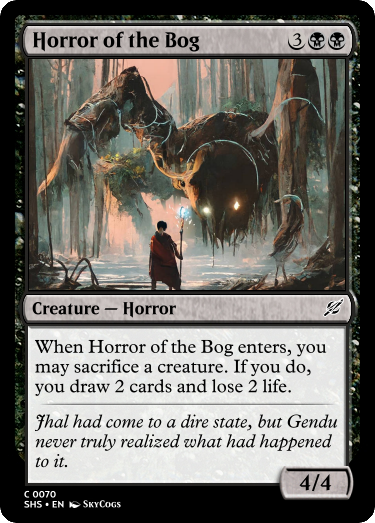 Horror of the Bog 3
Creature — Horror
When Horror of the Bog enters, you
may sacrifice a creature. If you do,
you draw 2 cards and lose 2 life.
Jhal had come to a dire state, but Gendu
never truly realized what had happened
to it.
4/4
C 0070
SHS • EN SkyCogs